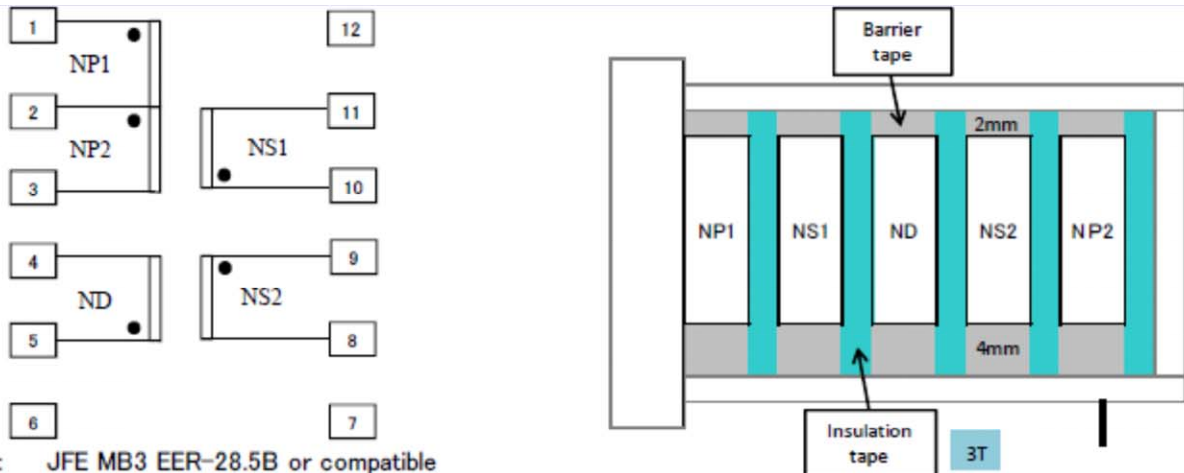 1
12
NP1
2
11
NP2
NS1
3
10
4
9
ND
NS2
5
8
6
7
: JFE MB3 EER-28.5B or compatible
Barrier
tape
2mm
NP1
NS1
ND
NS2
NP2
4mm
Insulation
tape
3T